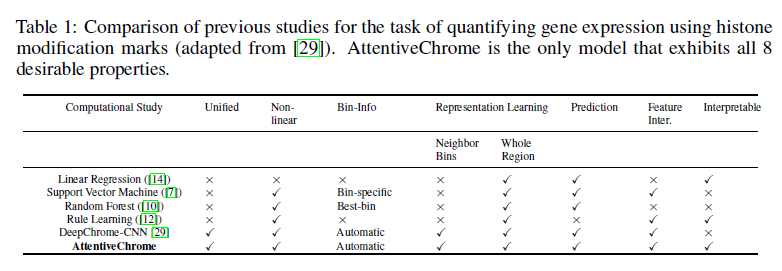 Table 1: Comparison of previous studies for the task of quantifying gene expression using histone
modification marks (adapted from [29]). AttentiveChrome is the only model that exhibits all 8
desirable properties.
Computational Study Unified Non-linear Bin-Info Representation Learning Prediction Feature Inter. Interpretable
Neighbor Bins Whole Region
Linear Regression ([14]) × × × × ✓ ✓ × ✓
Support Vector Machine ([7]) × ✓ Bin-specific × ✓ ✓ ✓ ×
Random Forest ([10]) × ✓ Best-bin × ✓ ✓ × ×
Rule Learning ([12]) × ✓ × × ✓ × ✓ ✓
DeepChrome-CNN [29] ✓ ✓ Automatic ✓ ✓ ✓ ✓ ×
AttentiveChrome ✓ ✓ Automatic ✓ ✓ ✓ ✓ ✓